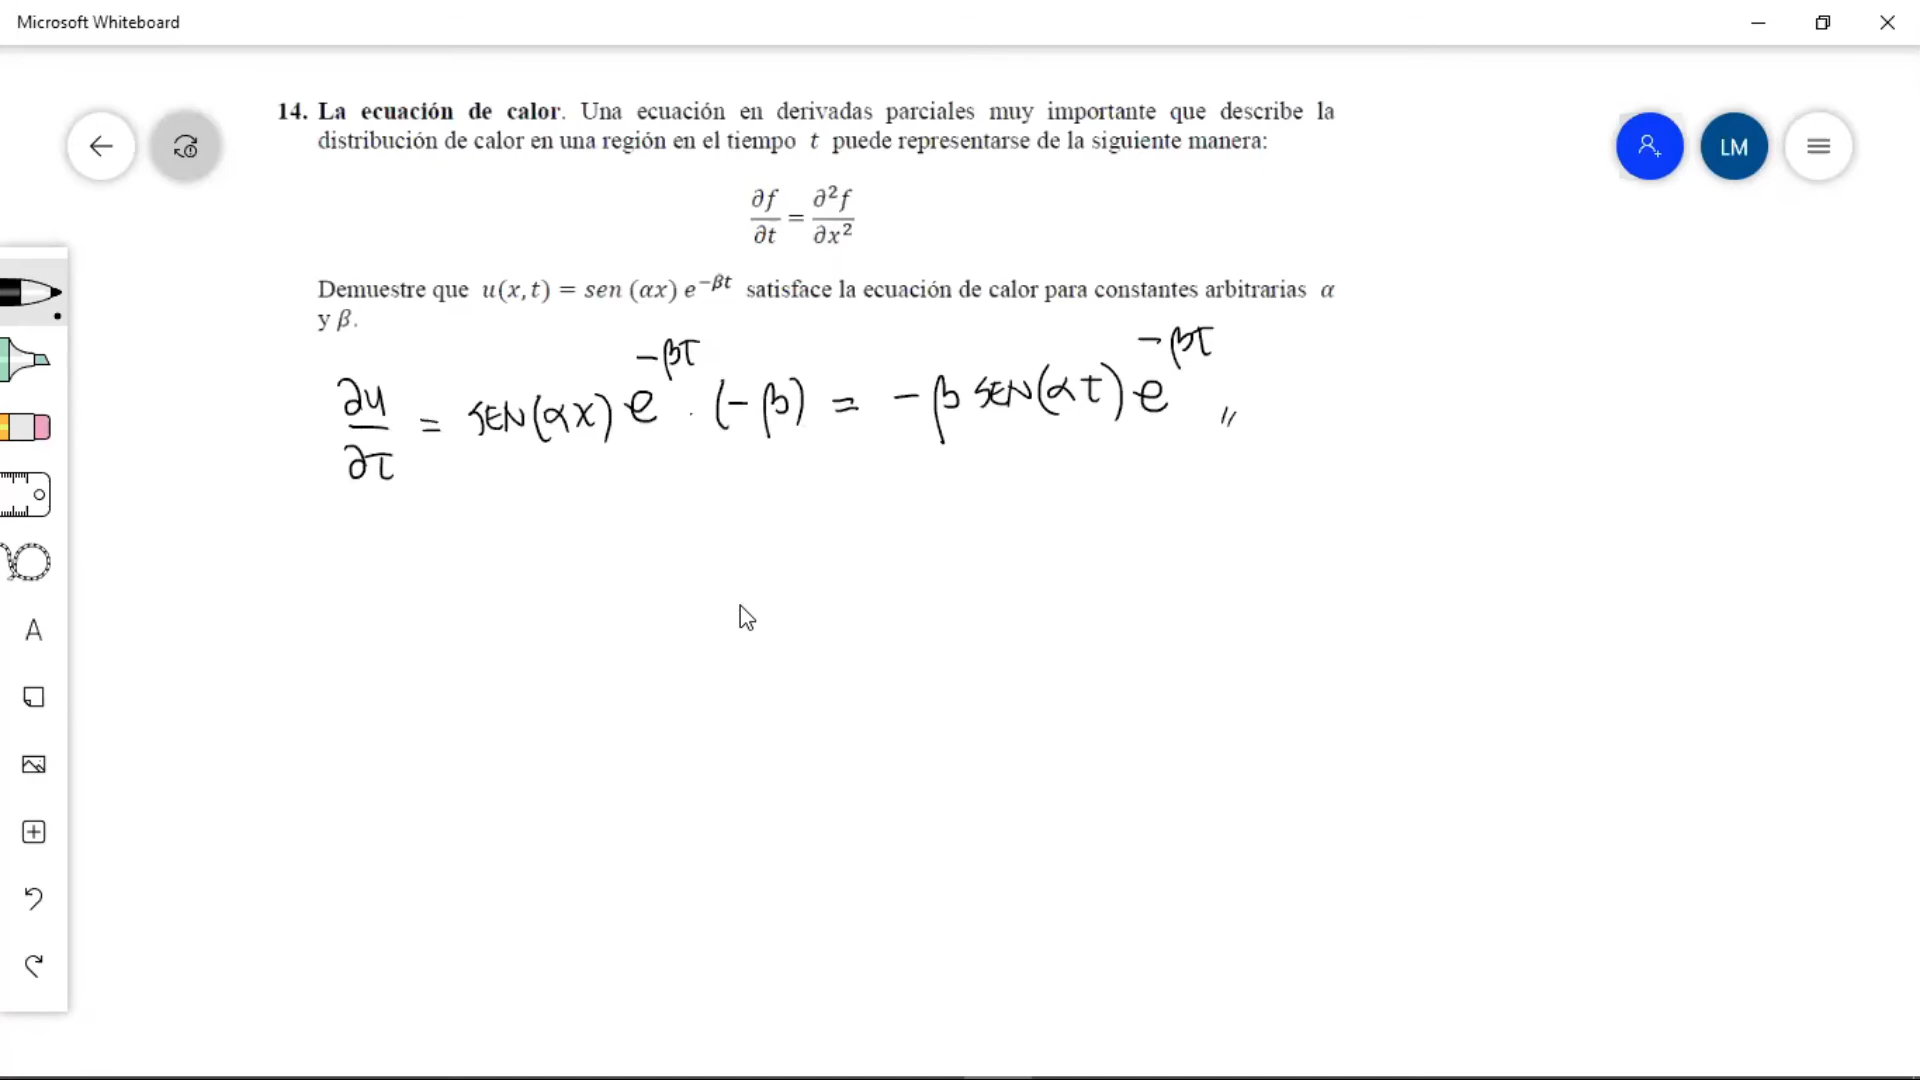 Microsoft Whiteboard
14. La ecuación de calor. Una ecuación en derivadas parciales muy importante que describe la
distribución de calor en una región en el tiempo t puede representarse de la siguiente manera:
∂f/∂t = ∂²f/∂x²
LM
Demuestre que u(x,t) = sen (αx) e^{-βt} satisface la ecuación de calor para constantes arbitrarias α
y β.
∂u/∂t = SEN(αx) e^{-βt} . (-β) = -β SEN(αt) e^{-βt} //
A